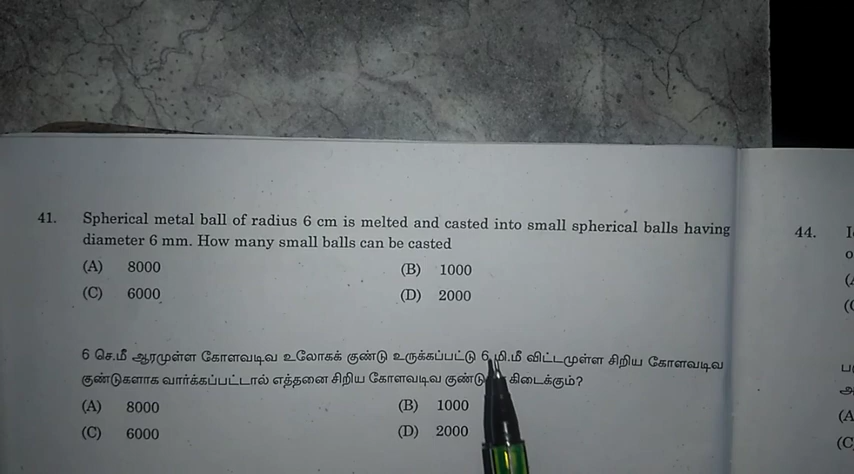 41. Spherical metal ball of radius 6 cm is melted and casted into small spherical balls having
diameter 6 mm. How many small balls can be casted
(A) 8000 (B) 1000
(C) 6000 (D) 2000
6 செ.மீ ஆரமுள்ள கோளவடிவ உலோகக் குண்டு உருக்கப்பட்டு 6 மி.மீ விட்டமுள்ள சிறிய கோளவடிவ
குண்டுகளாக வார்க்கப்பட்டால் எத்தனை சிறிய கோளவடிவ கிடைக்கும்?
(A) 8000 (B) 1000
(C) 6000 (D) 2000
44.
(C
(A
(C